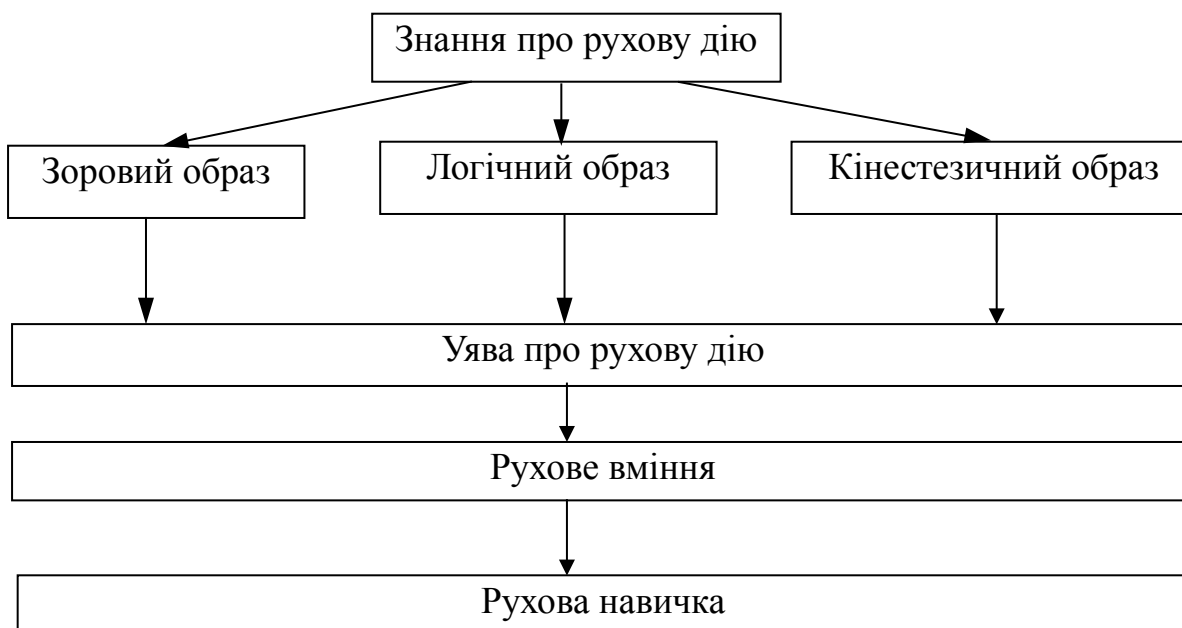 Знання про рухову дію
Зоровий образ
Логічний образ
Кінестезичний образ
Уява про рухову дію
Рухове вміння
Рухова навичка